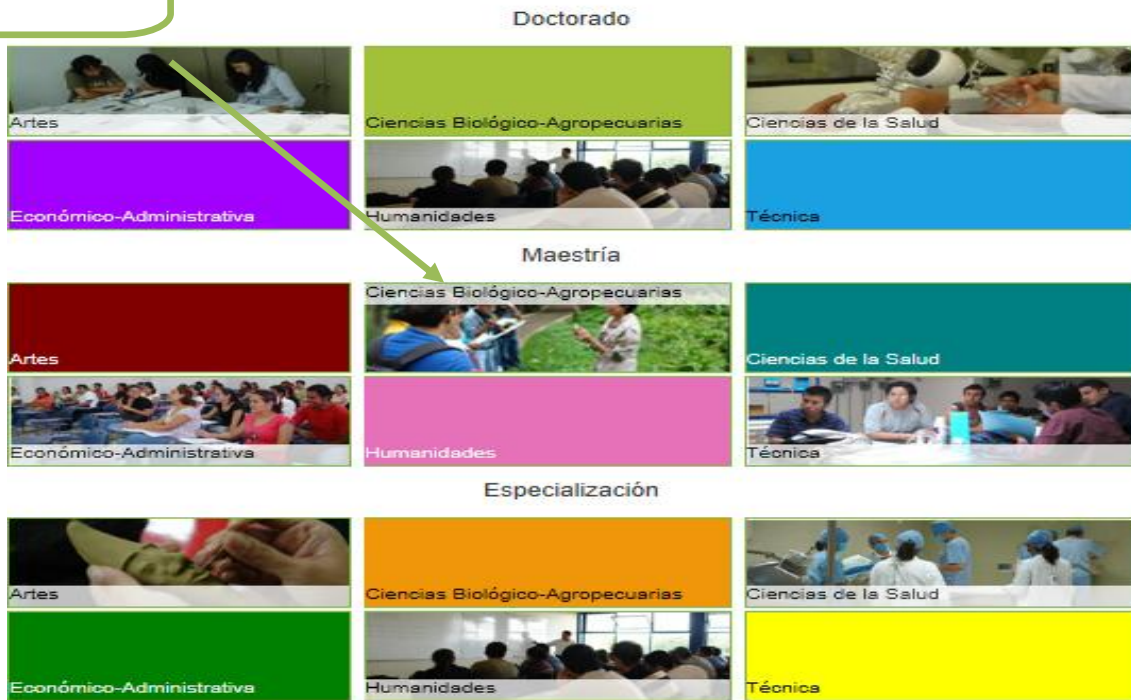 Doctorado
Artes
Ciencias Biológico-Agropecuarias
Ciencias de la Salud
Económico-Administrativa
Humanidades
Técnica
Maestría
Artes
Ciencias Biológico-Agropecuarias
Ciencias de la Salud
Económico-Administrativa
Humanidades
Técnica
Especialización
Artes
Ciencias Biológico-Agropecuarias
Ciencias de la Salud
Económico-Administrativa
Humanidades
Técnica